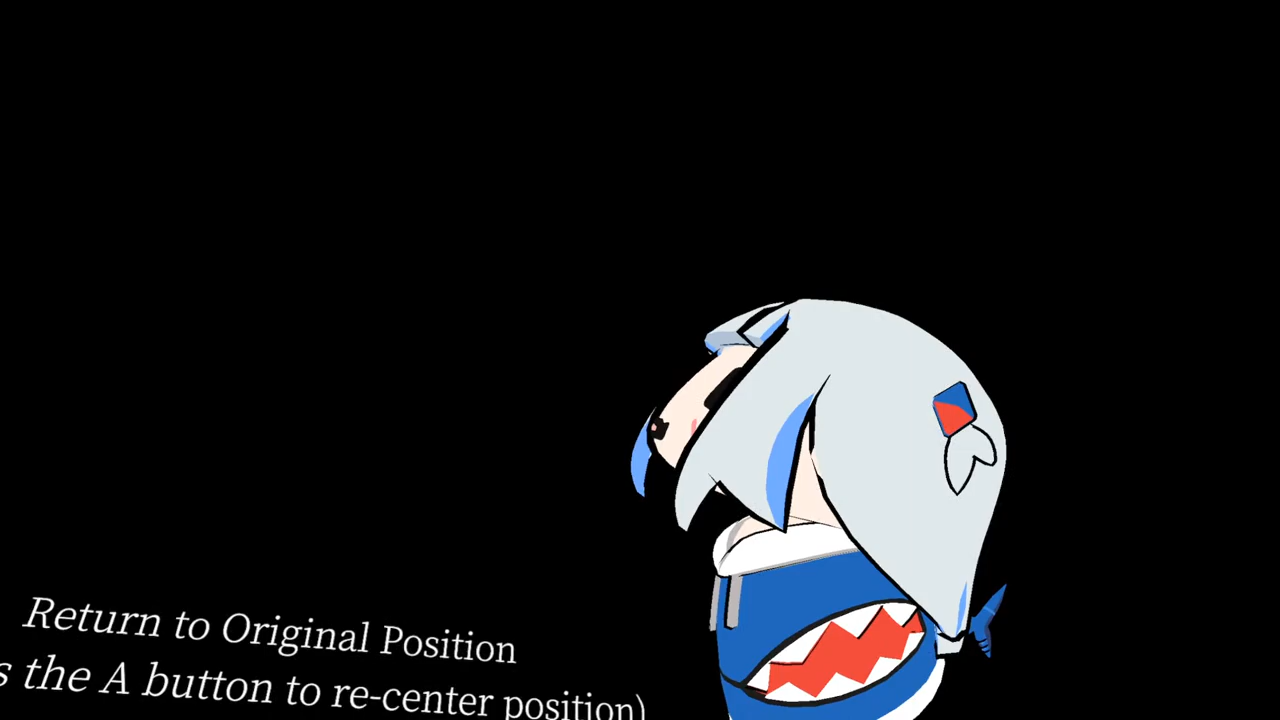 Return to Original Position
the A button to re-center position)